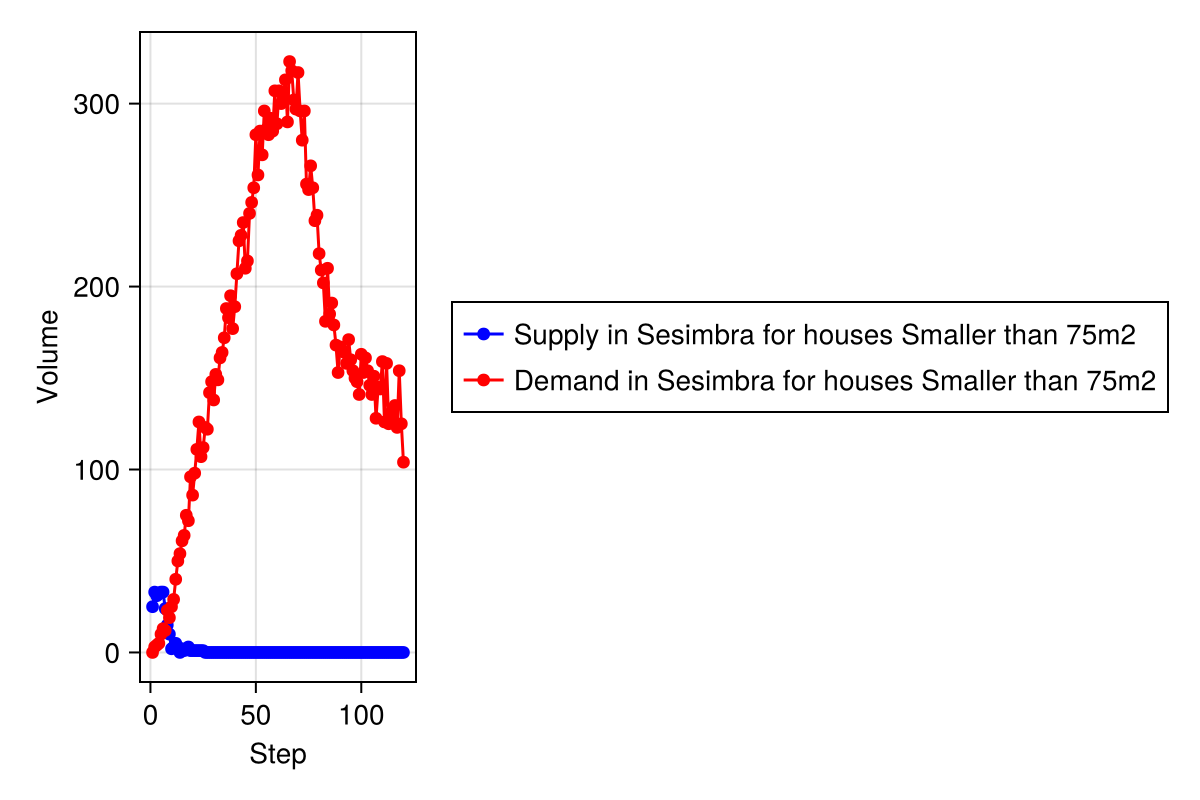 300
200
100
0
Volume
0 50 100
Step
Supply in Sesimbra for houses Smaller than 75m2
Demand in Sesimbra for houses Smaller than 75m2